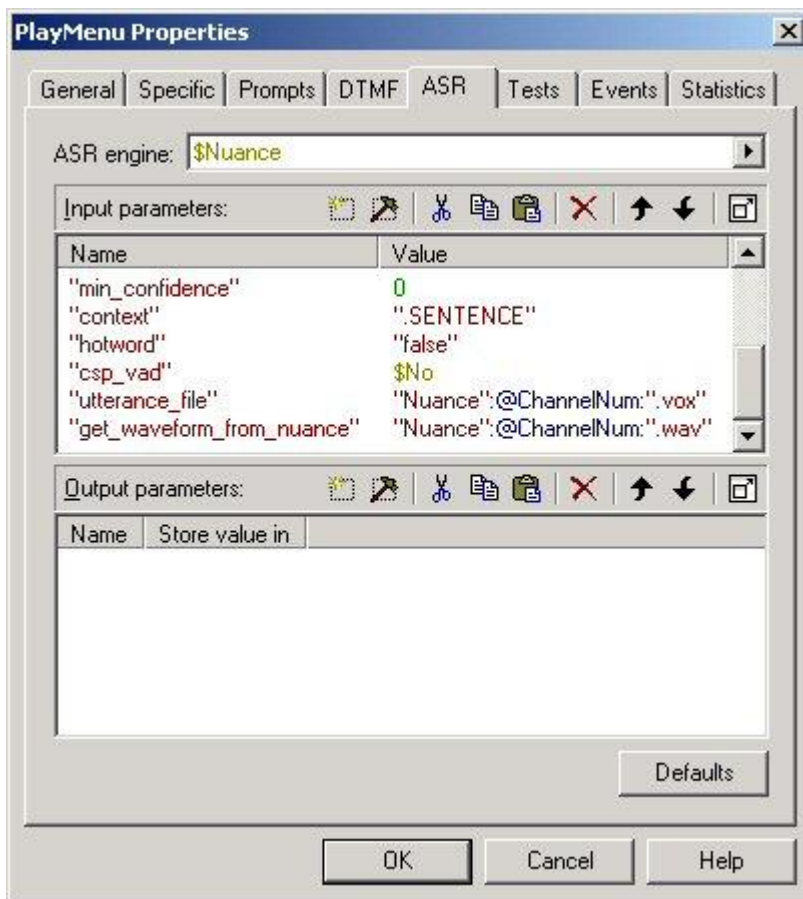 PlayMenu Properties
General Specific Prompts DTMF ASR Tests Events Statistics
ASR engine: $Nuance
Input parameters:
Name Value
"min_confidence" 0
"context" ".SENTENCE"
"hotword" "false"
"csp_vad" $No
"utterance_file" "Nuance":@ChannelNum:".vox"
"get_waveform_from_nuance" "Nuance":@ChannelNum:".wav"
Output parameters:
Name Store value in
Defaults
OK Cancel Help